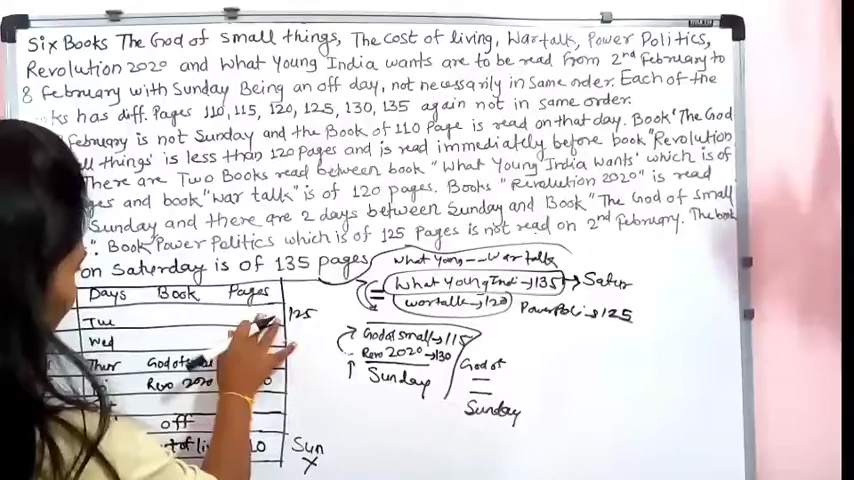 Six Books The God of small things, The cost of living, War talk, Power Politics,
Revolution 2020 and What Young India wants are to be read From 2nd February to
8 February with Sunday Being an off day, not necessarily in Same order. Each of the
ks has diff. Pages 110, 115, 120, 125, 130, 135 again not in same order.
February is not Sunday and the Book of 110 Page is read on that day. Book "The God
ll things" is less than 120 Pages and is read immediately before book "Revolution
There are Two Books read between book "What Young India Wants" which is of
ges and book "War talk" is of 120 pages. Books "Revolution 2020" is read
Sunday and there are 2 days between Sunday and Book "The God of Small
". Book Power Politics which is of 125 Pages is not read on 2nd february. The book
on Saturday is of 135 pages
What Young -- War talk
Days Book Pages
What Young Indi → 135 → Satur
125
Tue
War talk → 120 Power Poli → 125
Wed
God of small → 115
Thur God of
Revo 2020 → 130
God of
Revo 2020
Sunday
Sunday
off
Sun
X